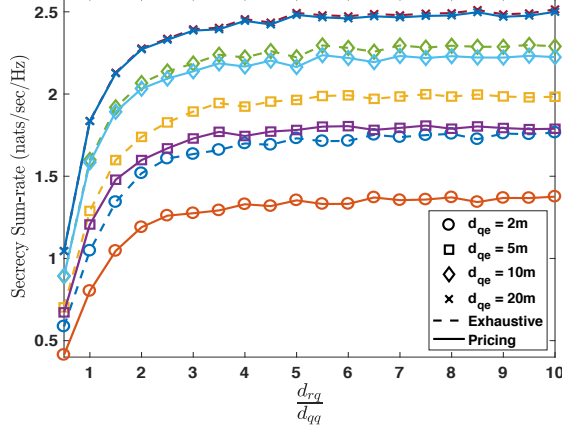 Secrecy Sum-rate (nats/sec/Hz)
2.5
2
1.5
1
0.5
d_qe = 2m
d_qe = 5m
d_qe = 10m
d_qe = 20m
Exhaustive
Pricing
1 2 3 4 5 6 7 8 9 10
d_rq
d_qq